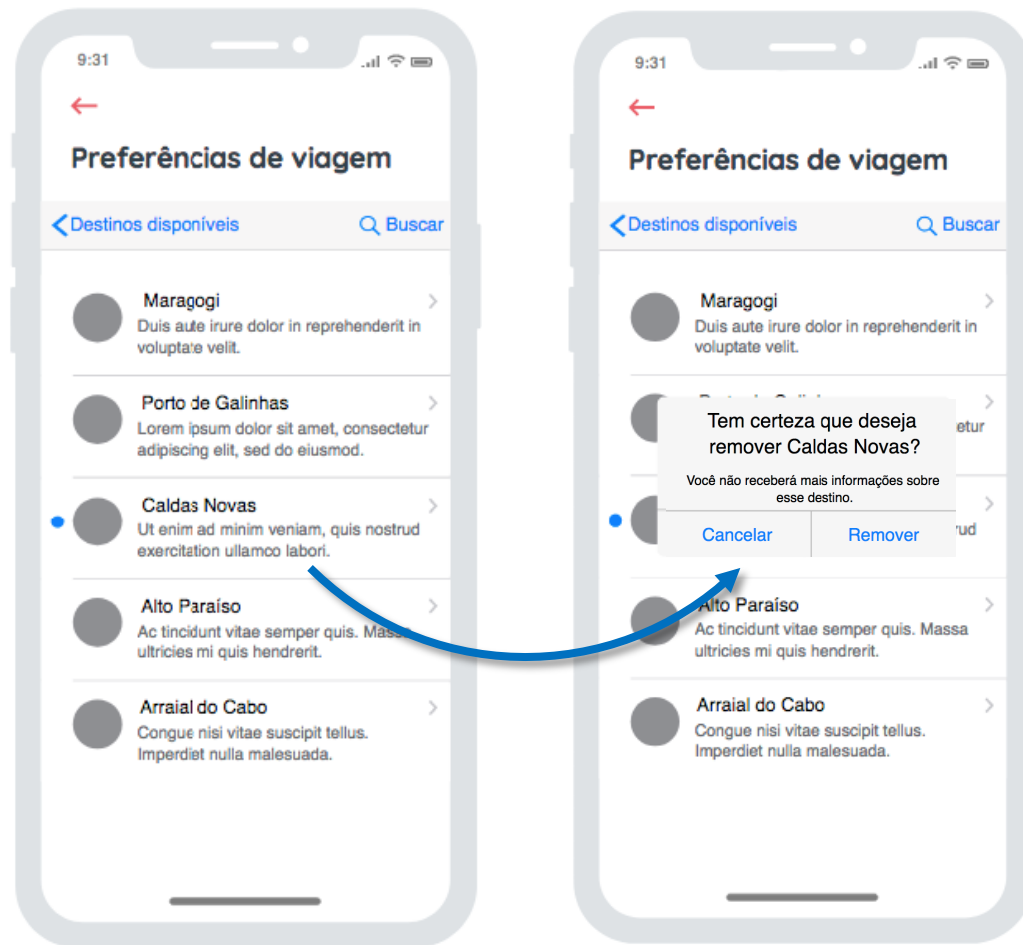 9:31
Preferências de viagem
Destinos disponíveis
Buscar
Maragogi
Duis aute irure dolor in reprehenderit in
voluptate velit.
Porto de Galinhas
Lorem ipsum dolor sit amet, consectetur
adipiscing elit, sed do eiusmod.
Caldas Novas
Ut enim ad minim veniam, quis nostrud
exercitation ullamco labori.
Alto Paraíso
Ac tincidunt vitae semper quis. Massa
ultricies mi quis hendrerit.
Arraial do Cabo
Congue nisi vitae suscipit tellus.
Imperdiet nulla malesuada.
9:31
Preferências de viagem
Destinos disponíveis
Buscar
Maragogi
Duis aute irure dolor in reprehenderit in
voluptate velit.
etur
Tem certeza que deseja
remover Caldas Novas?
Você não receberá mais informações sobre
esse destino.
Cancelar
Remover
rud
Alto Paraíso
Ac tincidunt vitae semper quis. Massa
ultricies mi quis hendrerit.
Arraial do Cabo
Congue nisi vitae suscipit tellus.
Imperdiet nulla malesuada.